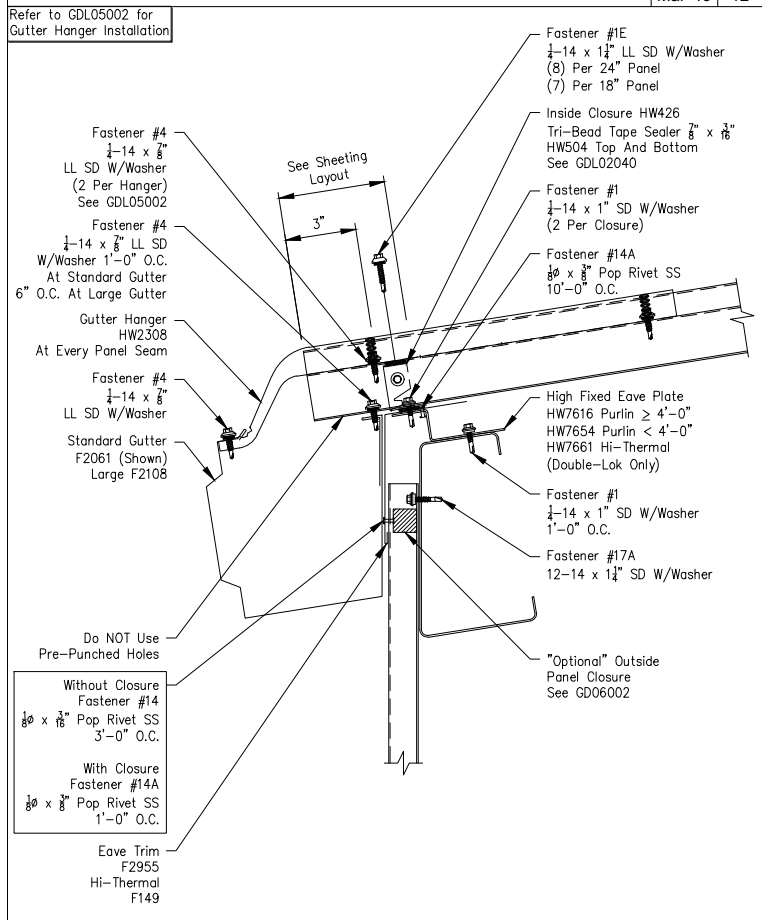 Refer to GDL05002 for
Gutter Hanger Installation
Fastener #4
1/4-14 x 7/8"
LL SD W/Washer
(2 Per Hanger)
See GDL05002
Fastener #4
1/4-14 x 7/8" LL SD
W/Washer 1'-0" O.C.
At Standard Gutter
6" O.C. At Large Gutter
Gutter Hanger
HW2308
At Every Panel Seam
Fastener #4
1/4-14 x 7/8"
LL SD W/Washer
Standard Gutter
F2061 (Shown)
Large F2108
Do NOT Use
Pre-Punched Holes
Without Closure
Fastener #14
1/8ø x 3/16" Pop Rivet SS
3'-0" O.C.
With Closure
Fastener #14A
1/8ø x 3/8" Pop Rivet SS
1'-0" O.C.
Eave Trim
F2955
Hi-Thermal
F149
See Sheeting
Layout
3"
Fastener #1E
1/4-14 x 1 1/4" LL SD W/Washer
(8) Per 24" Panel
(7) Per 18" Panel
Inside Closure HW426
Tri-Bead Tape Sealer 7/8" x 3/16"
HW504 Top And Bottom
See GDL02040
Fastener #1
1/4-14 x 1" SD W/Washer
(2 Per Closure)
Fastener #14A
1/8ø x 3/8" Pop Rivet SS
10'-0" O.C.
High Fixed Eave Plate
HW7616 Purlin ≥ 4'-0"
HW7654 Purlin < 4'-0"
HW7661 Hi-Thermal
(Double-Lok Only)
Fastener #1
1/4-14 x 1" SD W/Washer
1'-0" O.C.
Fastener #17A
12-14 x 1 1/4" SD W/Washer
"Optional" Outside
Panel Closure
See GD06002